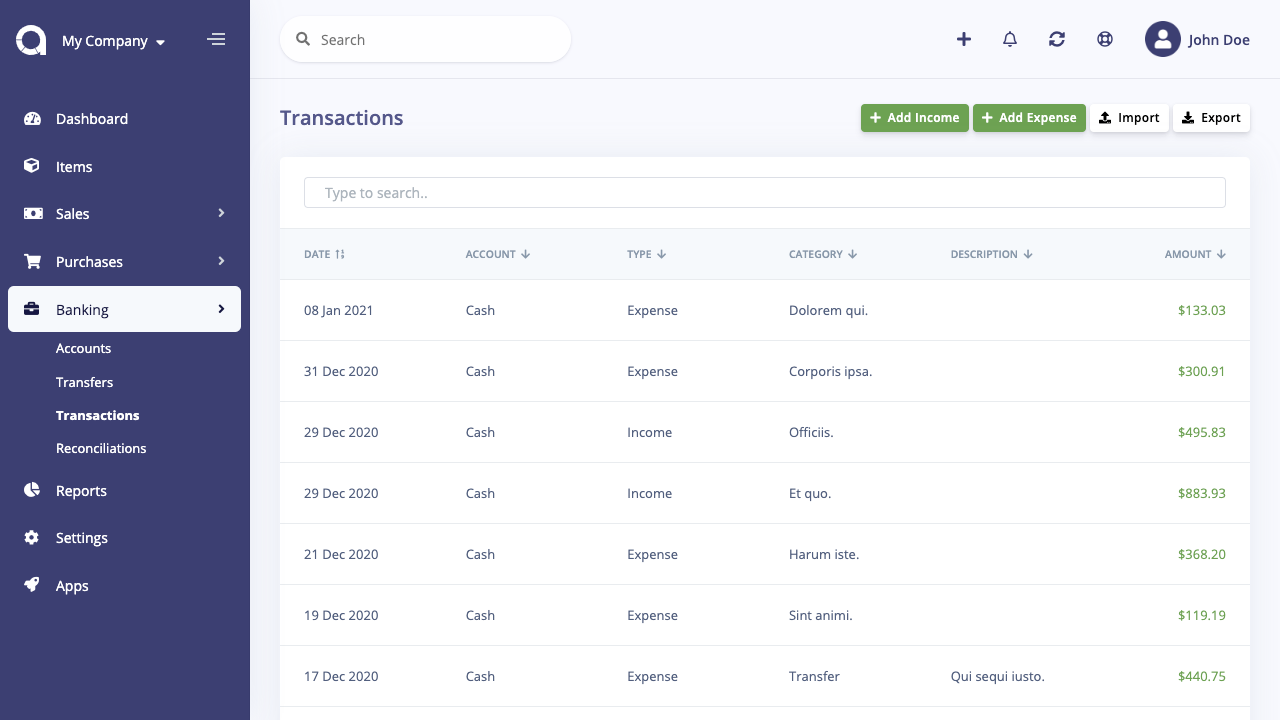 My Company
Search
John Doe
Dashboard
Items
Sales
Purchases
Banking
Accounts
Transfers
Transactions
Reconciliations
Reports
Settings
Apps
Transactions
Add Income
Add Expense
Import
Export
Type to search..
DATE ACCOUNT TYPE CATEGORY DESCRIPTION AMOUNT
08 Jan 2021 Cash Expense Dolorem qui. $133.03
31 Dec 2020 Cash Expense Corporis ipsa. $300.91
29 Dec 2020 Cash Income Officiis. $495.83
29 Dec 2020 Cash Income Et quo. $883.93
21 Dec 2020 Cash Expense Harum iste. $368.20
19 Dec 2020 Cash Expense Sint animi. $119.19
17 Dec 2020 Cash Expense Transfer Qui sequi iusto. $440.75